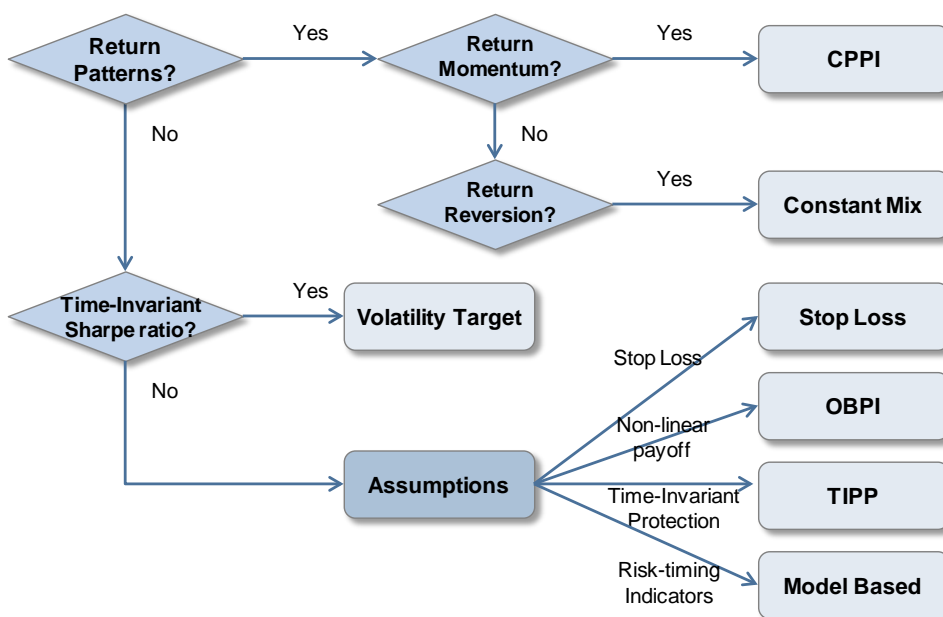 Return
Patterns?
Yes
Return
Momentum?
Yes
CPPI
No
No
Return
Reversion?
Yes
Constant Mix
Time-Invariant
Sharpe ratio?
Yes
Volatility Target
No
Stop Loss
Stop Loss
Non-linear
payoff
OBPI
Assumptions
Time-Invariant
Protection
TIPP
Risk-timing
Indicators
Model Based